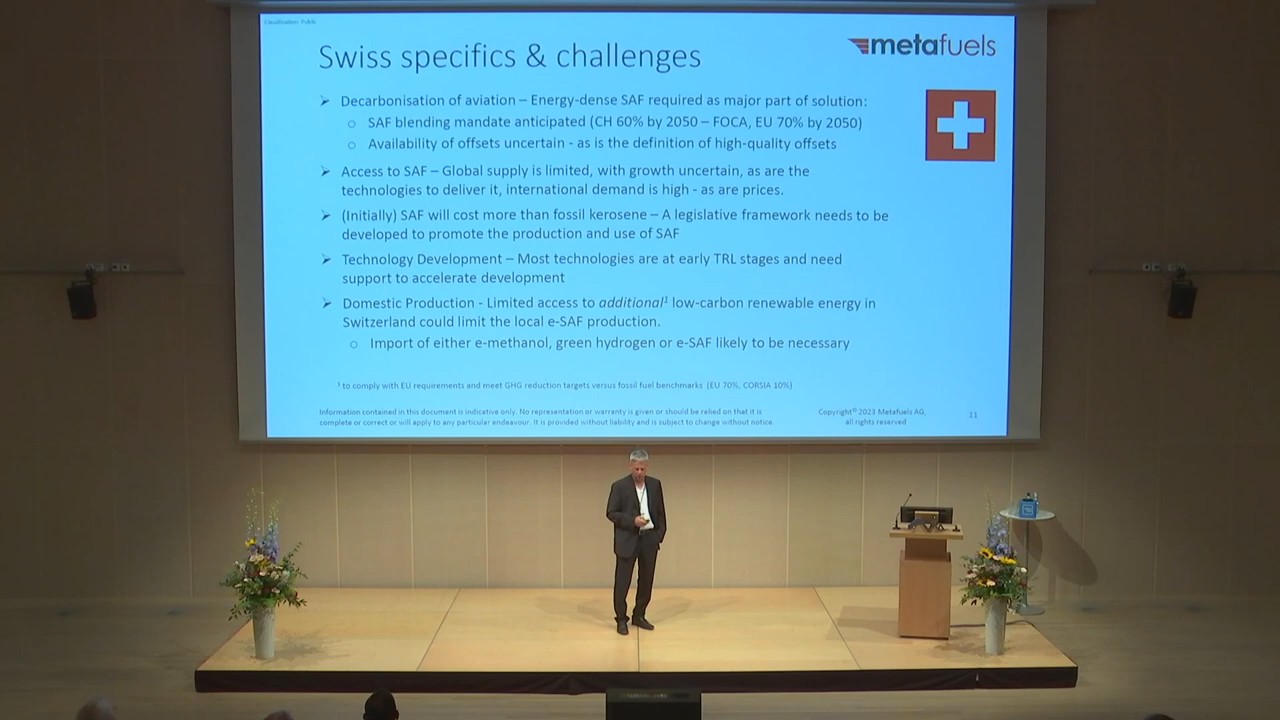 Classification: Public
Swiss specifics & challenges
metafuels
➢ Decarbonisation of aviation – Energy-dense SAF required as major part of solution:
○ SAF blending mandate anticipated (CH 60% by 2050 – FOCA, EU 70% by 2050)
○ Availability of offsets uncertain - as is the definition of high-quality offsets
➢ Access to SAF – Global supply is limited, with growth uncertain, as are the
technologies to deliver it, international demand is high - as are prices.
➢ (Initially) SAF will cost more than fossil kerosene – A legislative framework needs to be
developed to promote the production and use of SAF
➢ Technology Development – Most technologies are at early TRL stages and need
support to accelerate development
➢ Domestic Production - Limited access to additional¹ low-carbon renewable energy in
Switzerland could limit the local e-SAF production.
○ Import of either e-methanol, green hydrogen or e-SAF likely to be necessary
¹ to comply with EU requirements and meet GHG reduction targets versus fossil fuel benchmarks (EU 70%, CORSIA 10%)
Information contained in this document is indicative only. No representation or warranty is given or should be relied on that it is
complete or correct or will apply to any particular endeavour. It is provided without liability and is subject to change without notice.
Copyright© 2023 Metafuels AG,
all rights reserved
11